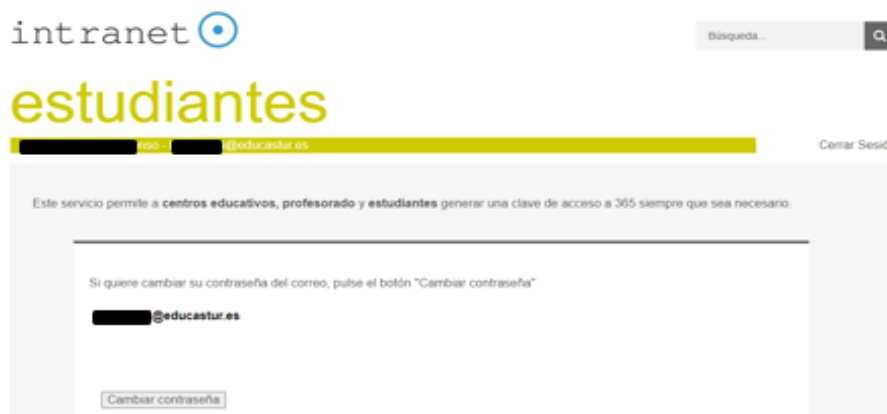 intranet
Búsqueda...
estudiantes
nso - @educastur.es
Cerrar Sesió
Este servicio permite a centros educativos, profesorado y estudiantes generar una clave de acceso a 365 siempre que sea necesario.
Si quiere cambiar su contraseña del correo, pulse el botón "Cambiar contraseña"
@educastur.es
Cambiar contraseña